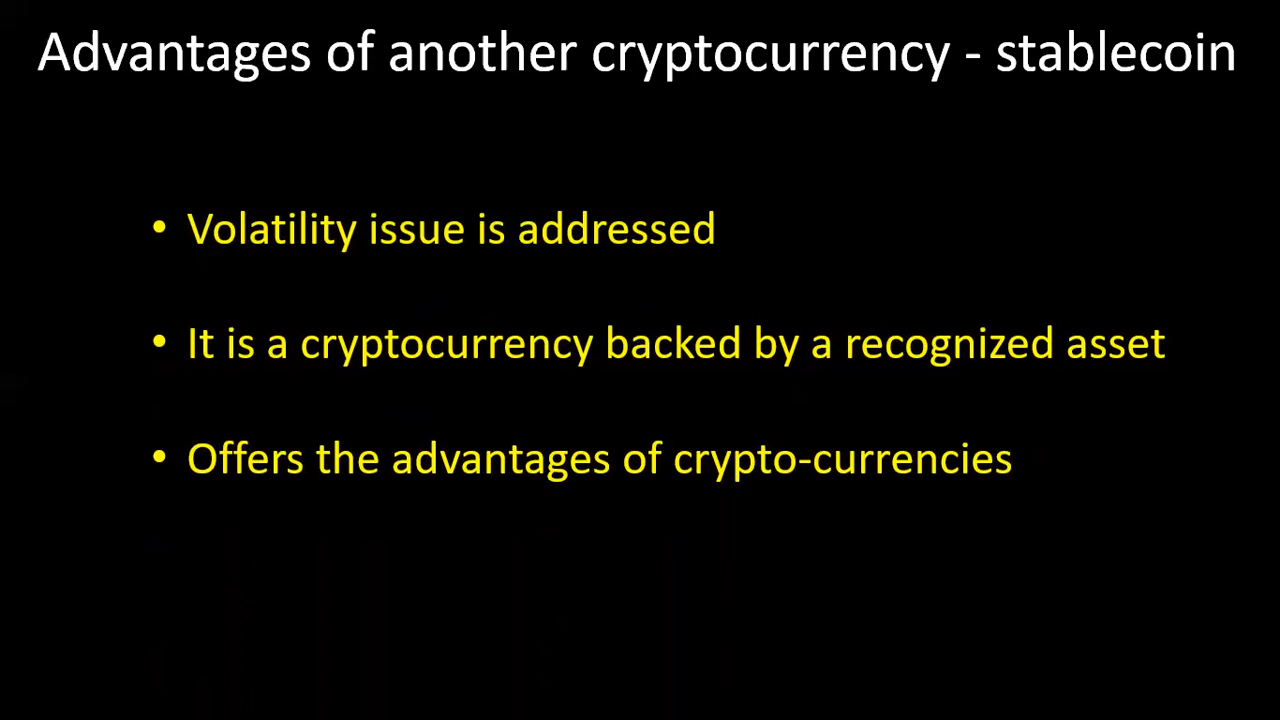 Advantages of another cryptocurrency - stablecoin
• Volatility issue is addressed
• It is a cryptocurrency backed by a recognized asset
• Offers the advantages of crypto-currencies